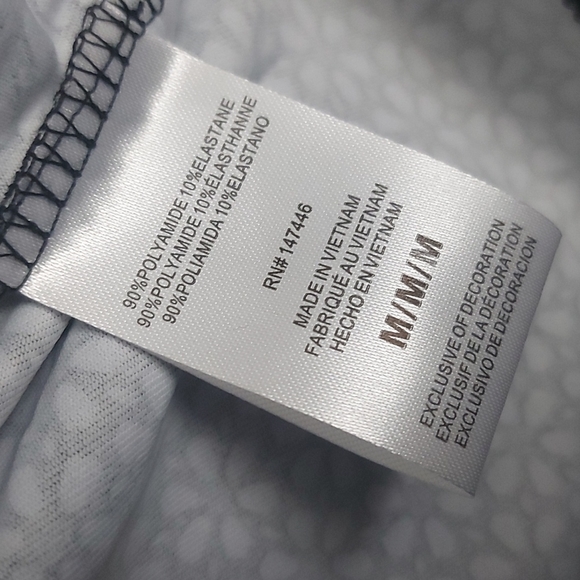 90%POLYAMIDE 10%ELASTANE
90%POLYAMIDE 10%ÉLASTHANNE
90%POLIAMIDA 10%ELASTANO
RN# 147446
MADE IN VIETNAM
FABRIQUÉ AU VIETNAM
HECHO EN VIETNAM
M/M/M
EXCLUSIVE OF DECORATION
EXCLUSIF DE LA DÉCORATION
EXCLUSIVO DE DECORACION